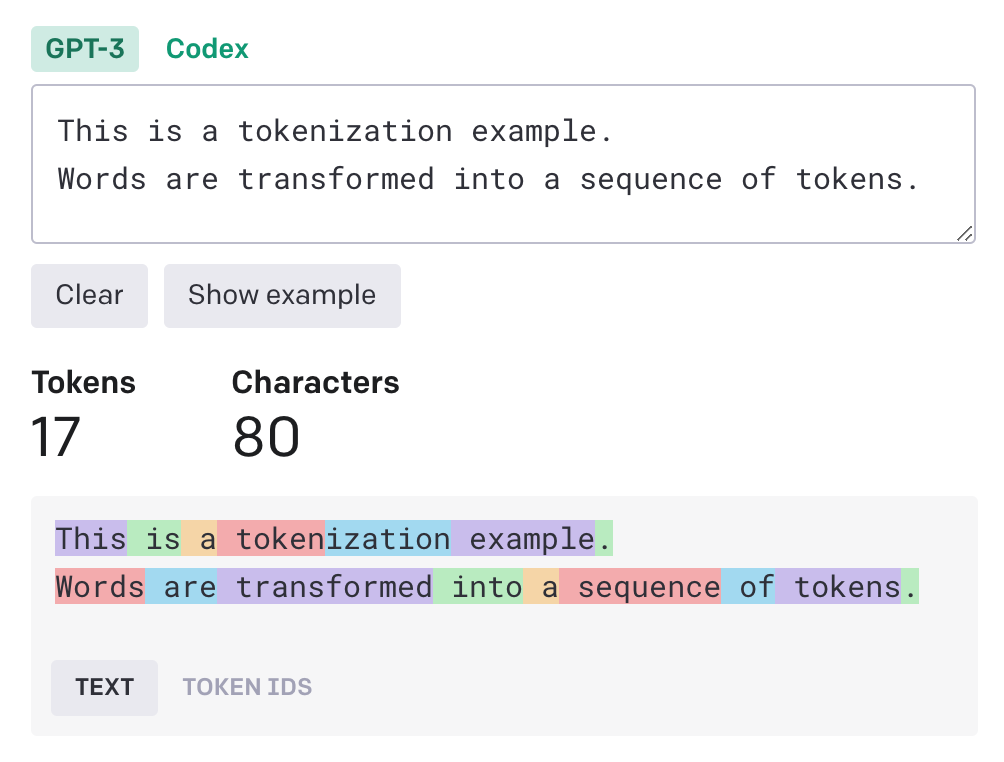 GPT-3 Codex
This is a tokenization example.
Words are transformed into a sequence of tokens.
Clear Show example
Tokens Characters
17 80
This is a tokenization example.
Words are transformed into a sequence of tokens.
TEXT TOKEN IDS